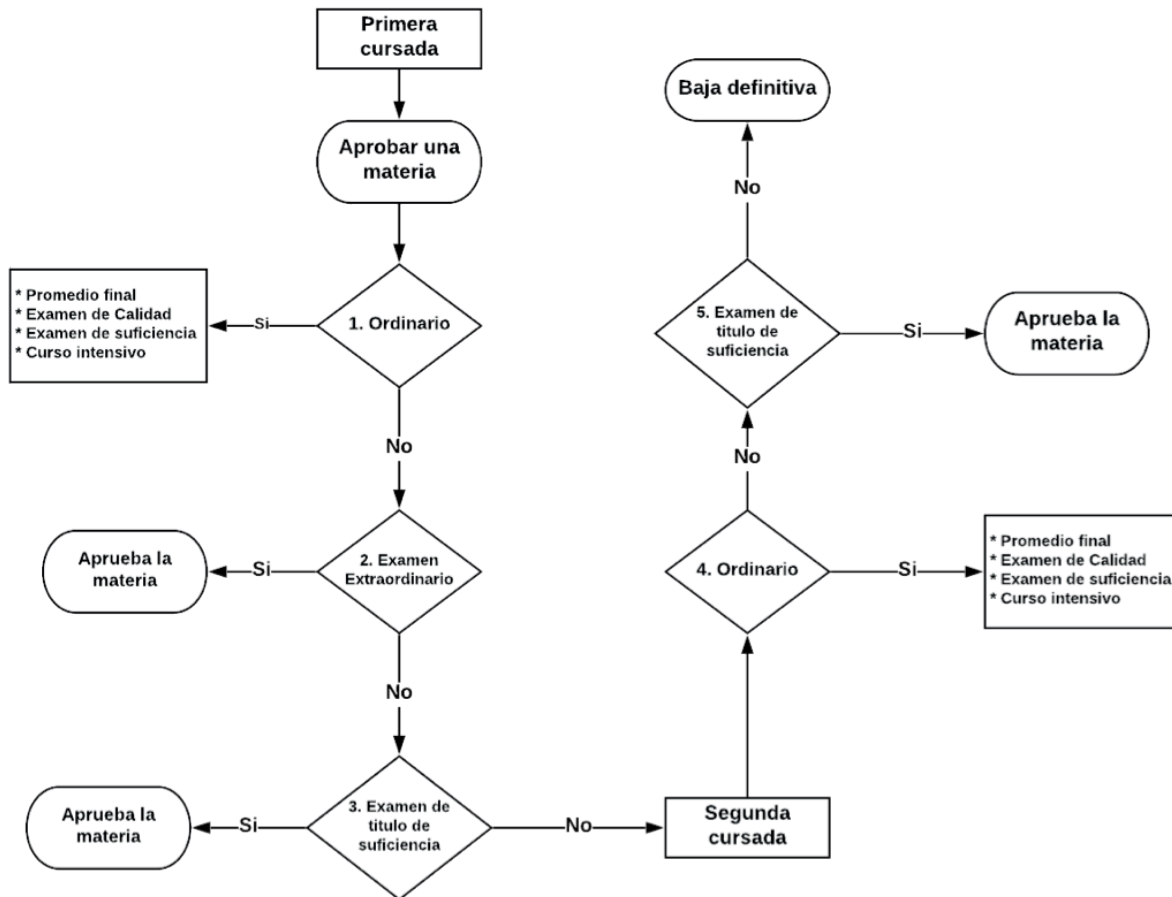 Primera
cursada
Aprobar una
materia
1. Ordinario
Si
* Promedio final
* Examen de Calidad
* Examen de suficiencia
* Curso intensivo
No
2. Examen
Extraordinario
Si
Aprueba la
materia
No
3. Examen de
titulo de
suficiencia
Si
Aprueba la
materia
No
Segunda
cursada
4. Ordinario
Si
* Promedio final
* Examen de Calidad
* Examen de suficiencia
* Curso intensivo
No
5. Examen de
titulo de
suficiencia
Si
Aprueba la
materia
No
Baja definitiva